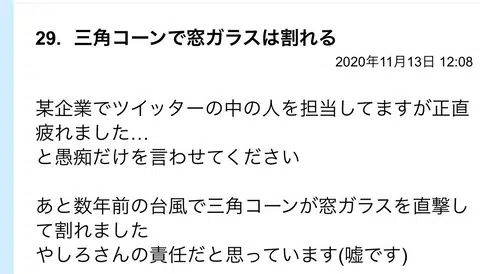 29. 三角コーンで窓ガラスは割れる
2020年11月13日 12:08
某企業でツイッターの中の人を担当してますが正直
疲れました…
と愚痴だけを言わせてください
あと数年前の台風で三角コーンが窓ガラスを直撃し
て割れました
やしろさんの責任だと思っています(嘘です)